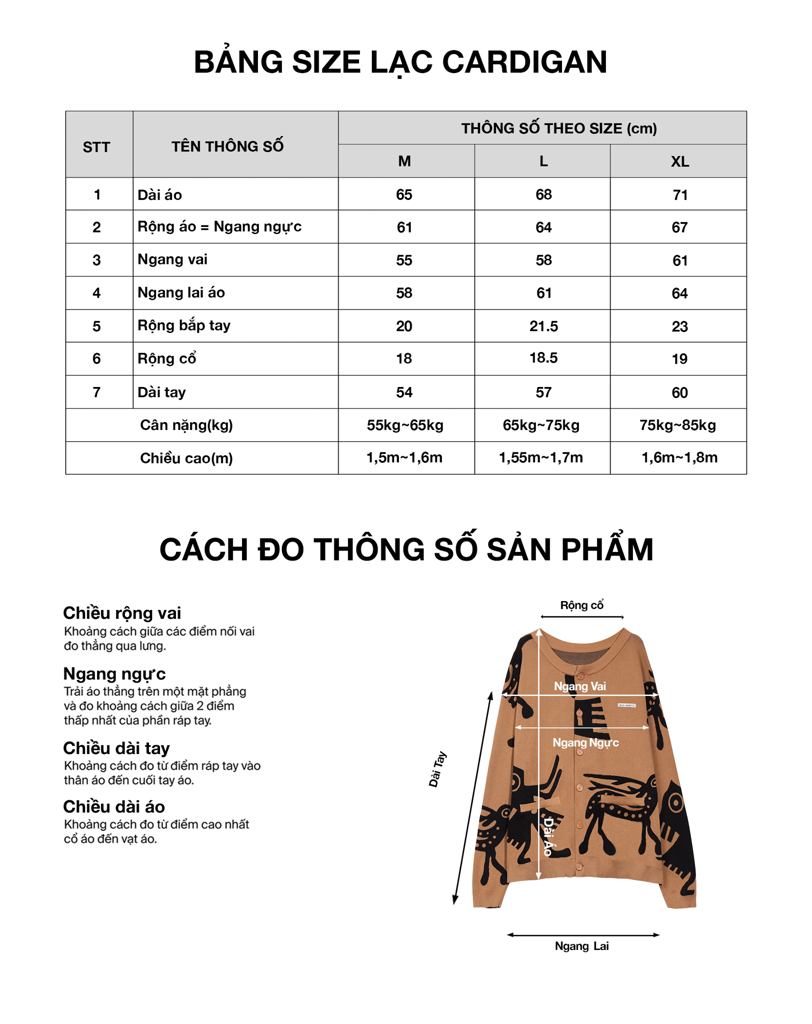 BẢNG SIZE LẠC CARDIGAN
STT TÊN THÔNG SỐ THÔNG SỐ THEO SIZE (cm)
M L XL
1 Dài áo 65 68 71
2 Rộng áo = Ngang ngực 61 64 67
3 Ngang vai 55 58 61
4 Ngang lai áo 58 61 64
5 Rộng bắp tay 20 21.5 23
6 Rộng cổ 18 18.5 19
7 Dài tay 54 57 60
Cân nặng(kg) 55kg~65kg 65kg~75kg 75kg~85kg
Chiều cao(m) 1,5m~1,6m 1,55m~1,7m 1,6m~1,8m
CÁCH ĐO THÔNG SỐ SẢN PHẨM
Chiều rộng vai
Khoảng cách giữa các điểm nối vai
đo thẳng qua lưng.
Ngang ngực
Trải áo thẳng trên một mặt phẳng
và đo khoảng cách giữa 2 điểm
thấp nhất của phần ráp tay.
Chiều dài tay
Khoảng cách đo từ điểm ráp tay vào
thân áo đến cuối tay áo.
Chiều dài áo
Khoảng cách đo từ điểm cao nhất
cổ áo đến vạt áo.
Rộng cổ
Ngang Vai
Ngang Ngực
Dài Tay
Dài Áo
Ngang Lai